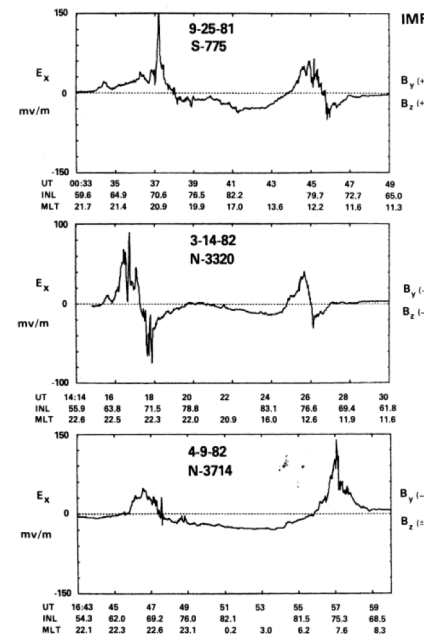 150
9-25-81
S-775
IMF
E x
0
mv/m
B y (+
B z (+
-150
UT 00:33 35 37 39 41 43 45 47 49
INL 59.6 64.9 70.6 76.5 82.2 79.7 72.7 65.0
MLT 21.7 21.4 20.9 19.9 17.0 13.6 12.2 11.6 11.3
100
3-14-82
N-3320
E x
0
mv/m
B y (–
B z (–
-100
UT 14:14 16 18 20 22 24 26 28 30
INL 55.9 63.8 71.5 78.8 83.1 76.6 69.4 61.8
MLT 22.6 22.5 22.3 22.0 20.9 16.0 12.6 11.9 11.6
150
4-9-82
N-3714
E x
0
mv/m
B y (–
B z (±
-150
UT 16:43 45 47 49 51 53 55 57 59
INL 54.3 62.0 69.2 76.0 82.1 81.5 75.3 68.5
MLT 22.1 22.3 22.6 23.1 0.2 3.0 6.2 7.6 8.3